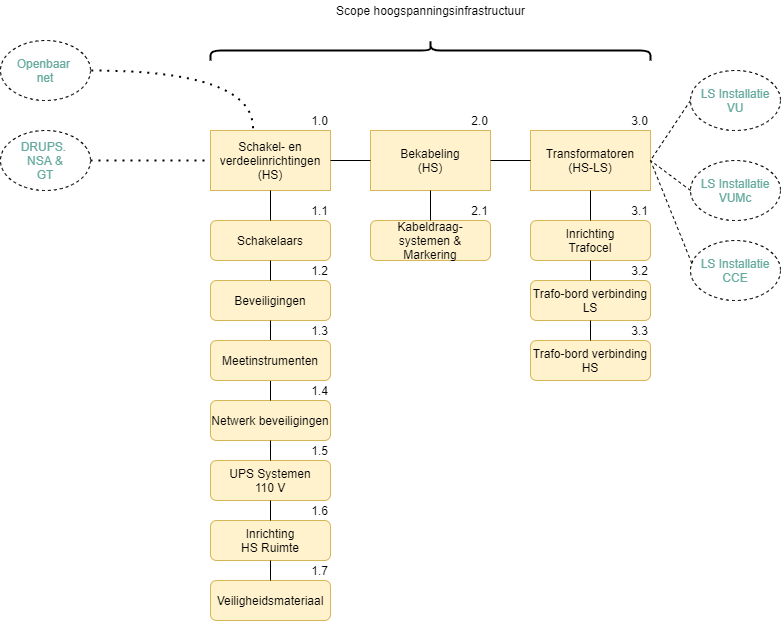 Scope hoogspanningsinfrastructuur
Openbaar
net
DRUPS.
NSA &
GT
1.0
Schakel- en
verdeelinrichtingen
(HS)
1.1
Schakelaars
1.2
Beveiligingen
1.3
Meetinstrumenten
1.4
Netwerk beveiligingen
1.5
UPS Systemen
110 V
1.6
Inrichting
HS Ruimte
1.7
Veiligheidsmateriaal
2.0
Bekabeling
(HS)
2.1
Kabeldraag-
systemen &
Markering
3.0
Transformatoren
(HS-LS)
3.1
Inrichting
Trafocel
3.2
Trafo-bord verbinding
LS
3.3
Trafo-bord verbinding
HS
LS Installatie
VU
LS Installatie
VUMc
LS Installatie
CCE